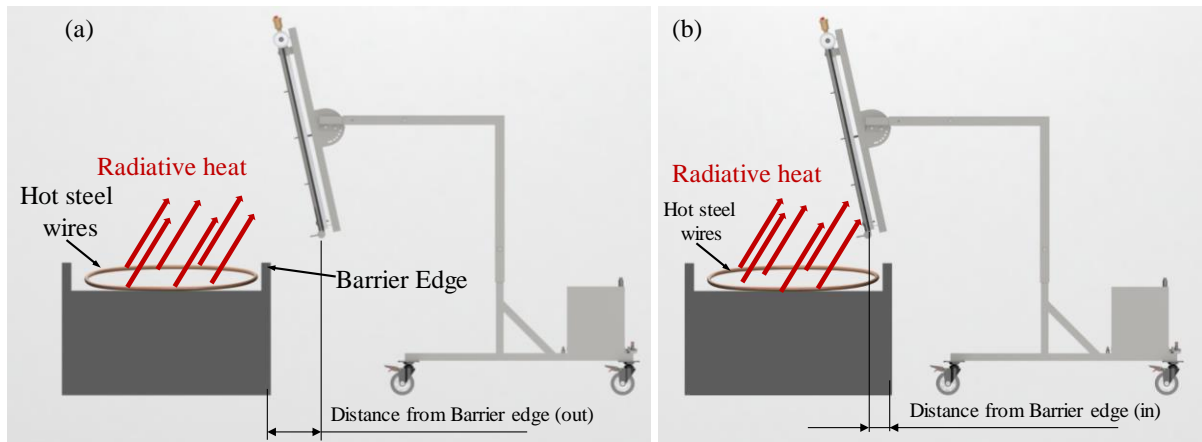 (a)
Radiative heat
Hot steel
wires
Barrier Edge
Distance from Barrier edge (out)
(b)
Radiative heat
Hot steel
wires
Distance from Barrier edge (in)